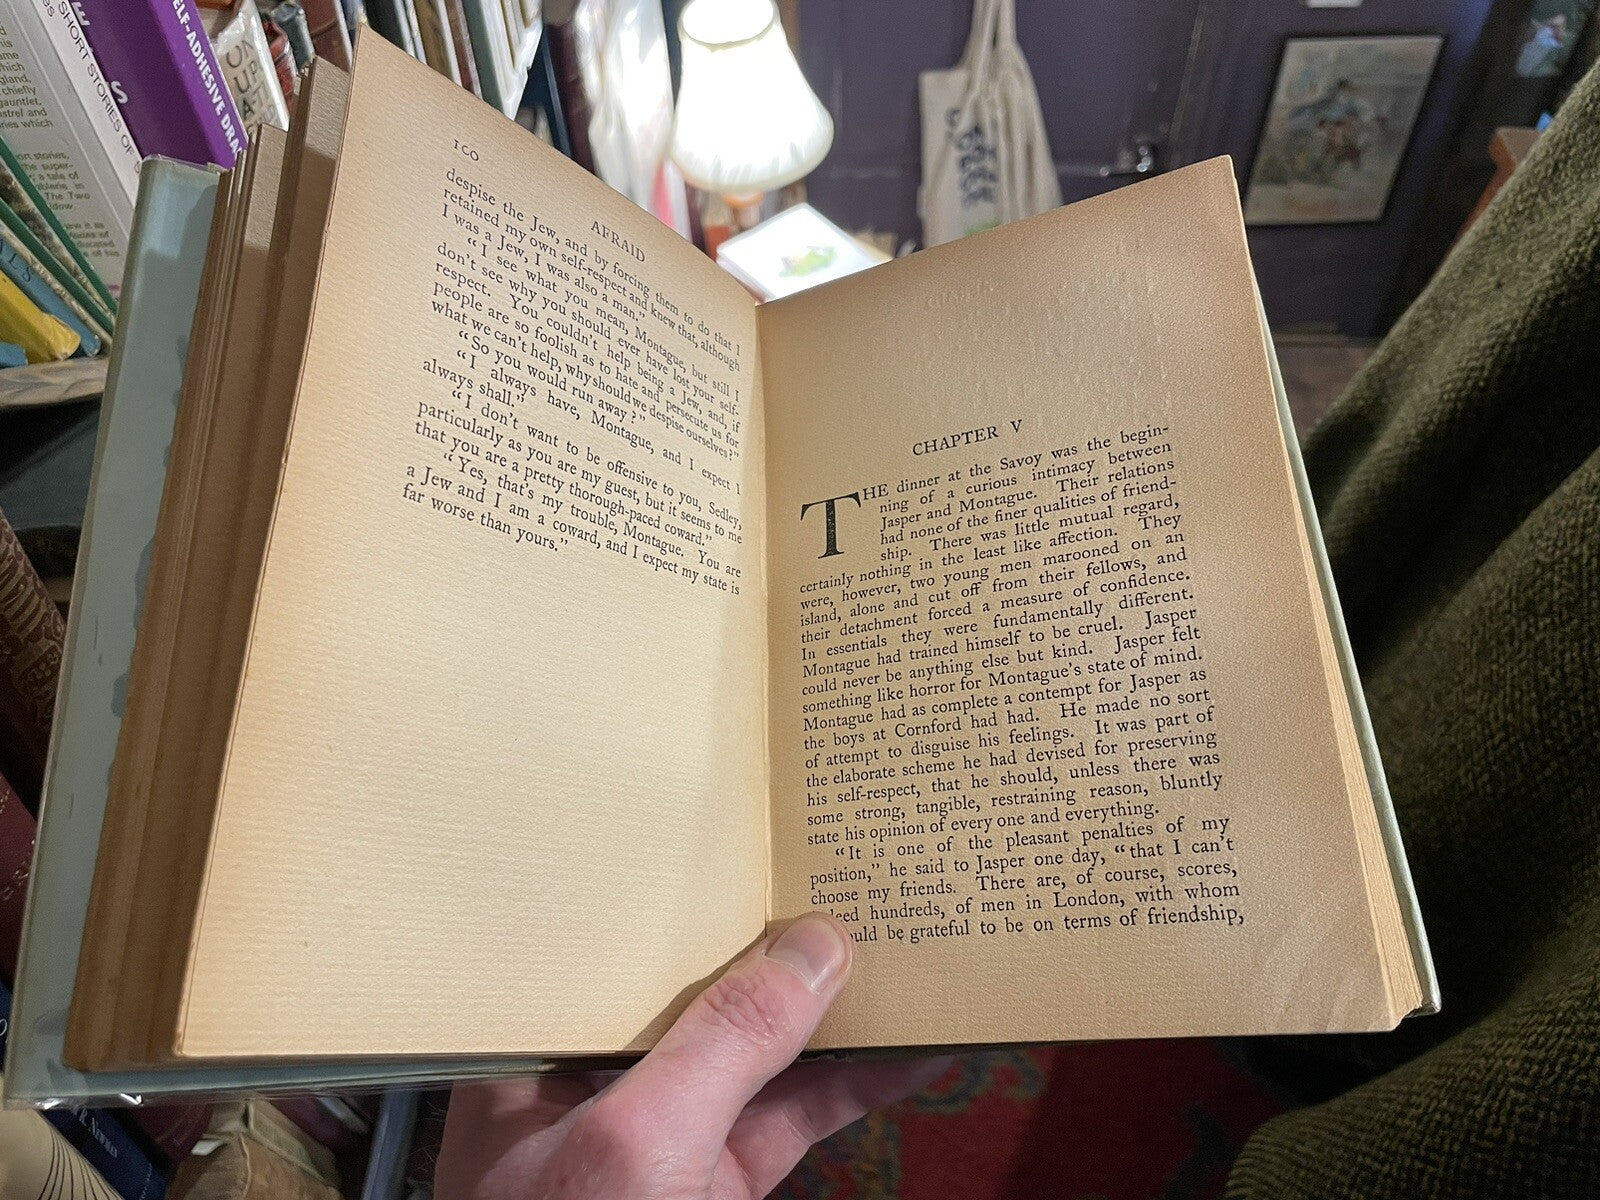 SHORT STORIES OF
SELF-ADHESIVE
100
AFRAID
despise the Jew, and by forcing them to do that I
retained my own self-respect and knew that, although
I was a Jew, I was also a man."
"I see what you mean, Montague, but still I
don't see why you should ever have lost your self-
respect. You couldn't help being a Jew, and, if
people are so foolish as to hate and persecute us for
what we can't help, why should we despise ourselves?"
"So you would run away?"
"I always have, Montague, and I expect I
always shall."
"I don't want to be offensive to you, Sedley,
particularly as you are my guest, but it seems to me
that you are a pretty thorough-paced coward."
"Yes, that's my trouble, Montague. You are
a Jew and I am a coward, and I expect my state is
far worse than yours."
CHAPTER V
THE dinner at the Savoy was the begin-
ning of a curious intimacy between
Jasper and Montague. Their relations
had none of the finer qualities of friend-
ship. There was little mutual regard,
certainly nothing in the least like affection. They
were, however, two young men marooned on an
island, alone and cut off from their fellows, and
their detachment forced a measure of confidence.
In essentials they were fundamentally different.
Montague had trained himself to be cruel. Jasper
could never be anything else but kind. Jasper felt
something like horror for Montague's state of mind.
Montague had as complete a contempt for Jasper as
the boys at Cornford had had. He made no sort
of attempt to disguise his feelings. It was part of
the elaborate scheme he had devised for preserving
his self-respect, that he should, unless there was
some strong, tangible, restraining reason, bluntly
state his opinion of every one and everything.
"It is one of the pleasant penalties of my
position," he said to Jasper one day, "that I can't
choose my friends. There are, of course, scores,
hundreds, of men in London, with whom
be grateful to be on terms of friendship,